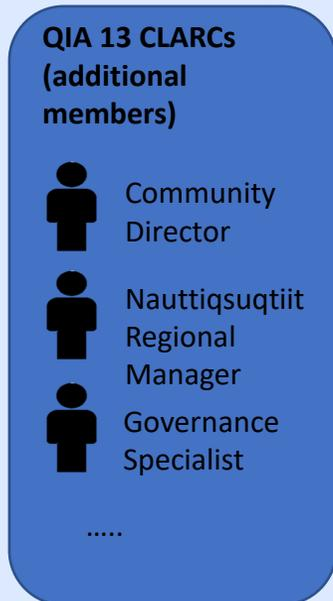 QIA 13 CLARCs
(additional
members)
Community
Director
Nauttiqsuqtiit
Regional
Manager
Governance
Specialist
.....